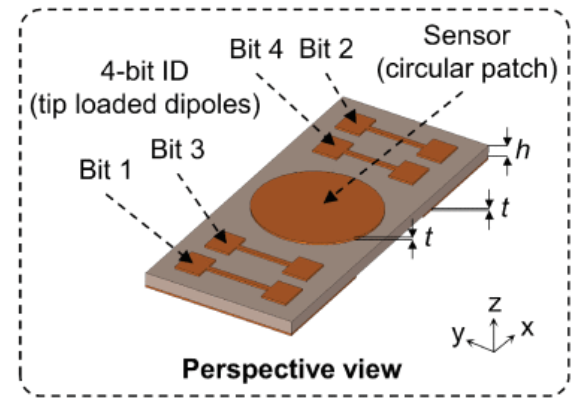 Bit 4 Bit 2
Sensor
(circular patch)
4-bit ID
(tip loaded dipoles)
Bit 1
Bit 3
h
t
t
z
y
x
Perspective view